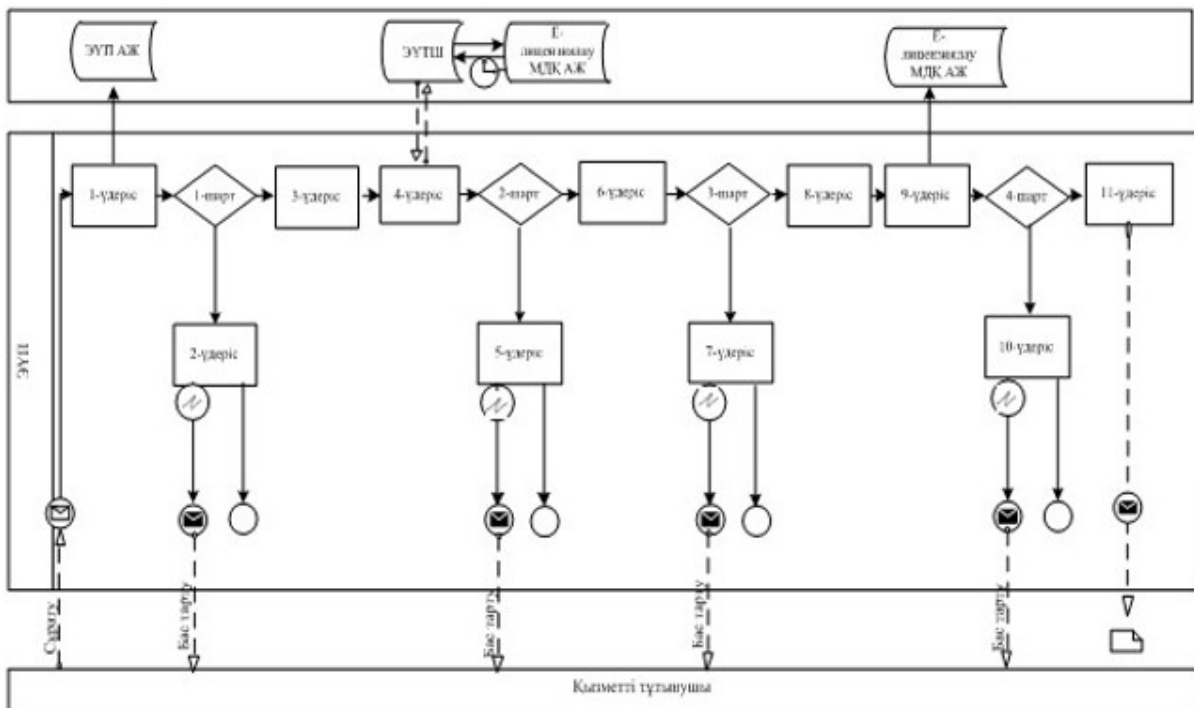 ЭҮП АЖ
ЭҮТШ
Е-
лицензиялау
МДҚ АЖ
Е-
лицензиялау
МДҚ АЖ
ЭҮП
1-үдеріс
1-шарт
3-үдеріс
4-үдеріс
2-шарт
6-үдеріс
3-шарт
8-үдеріс
9-үдеріс
4-шарт
11-үдеріс
2-үдеріс
5-үдеріс
7-үдеріс
10-үдеріс
Сұрату
Бас тарту
Бас тарту
Бас тарту
Бас тарту
Қызметті тұтынушы